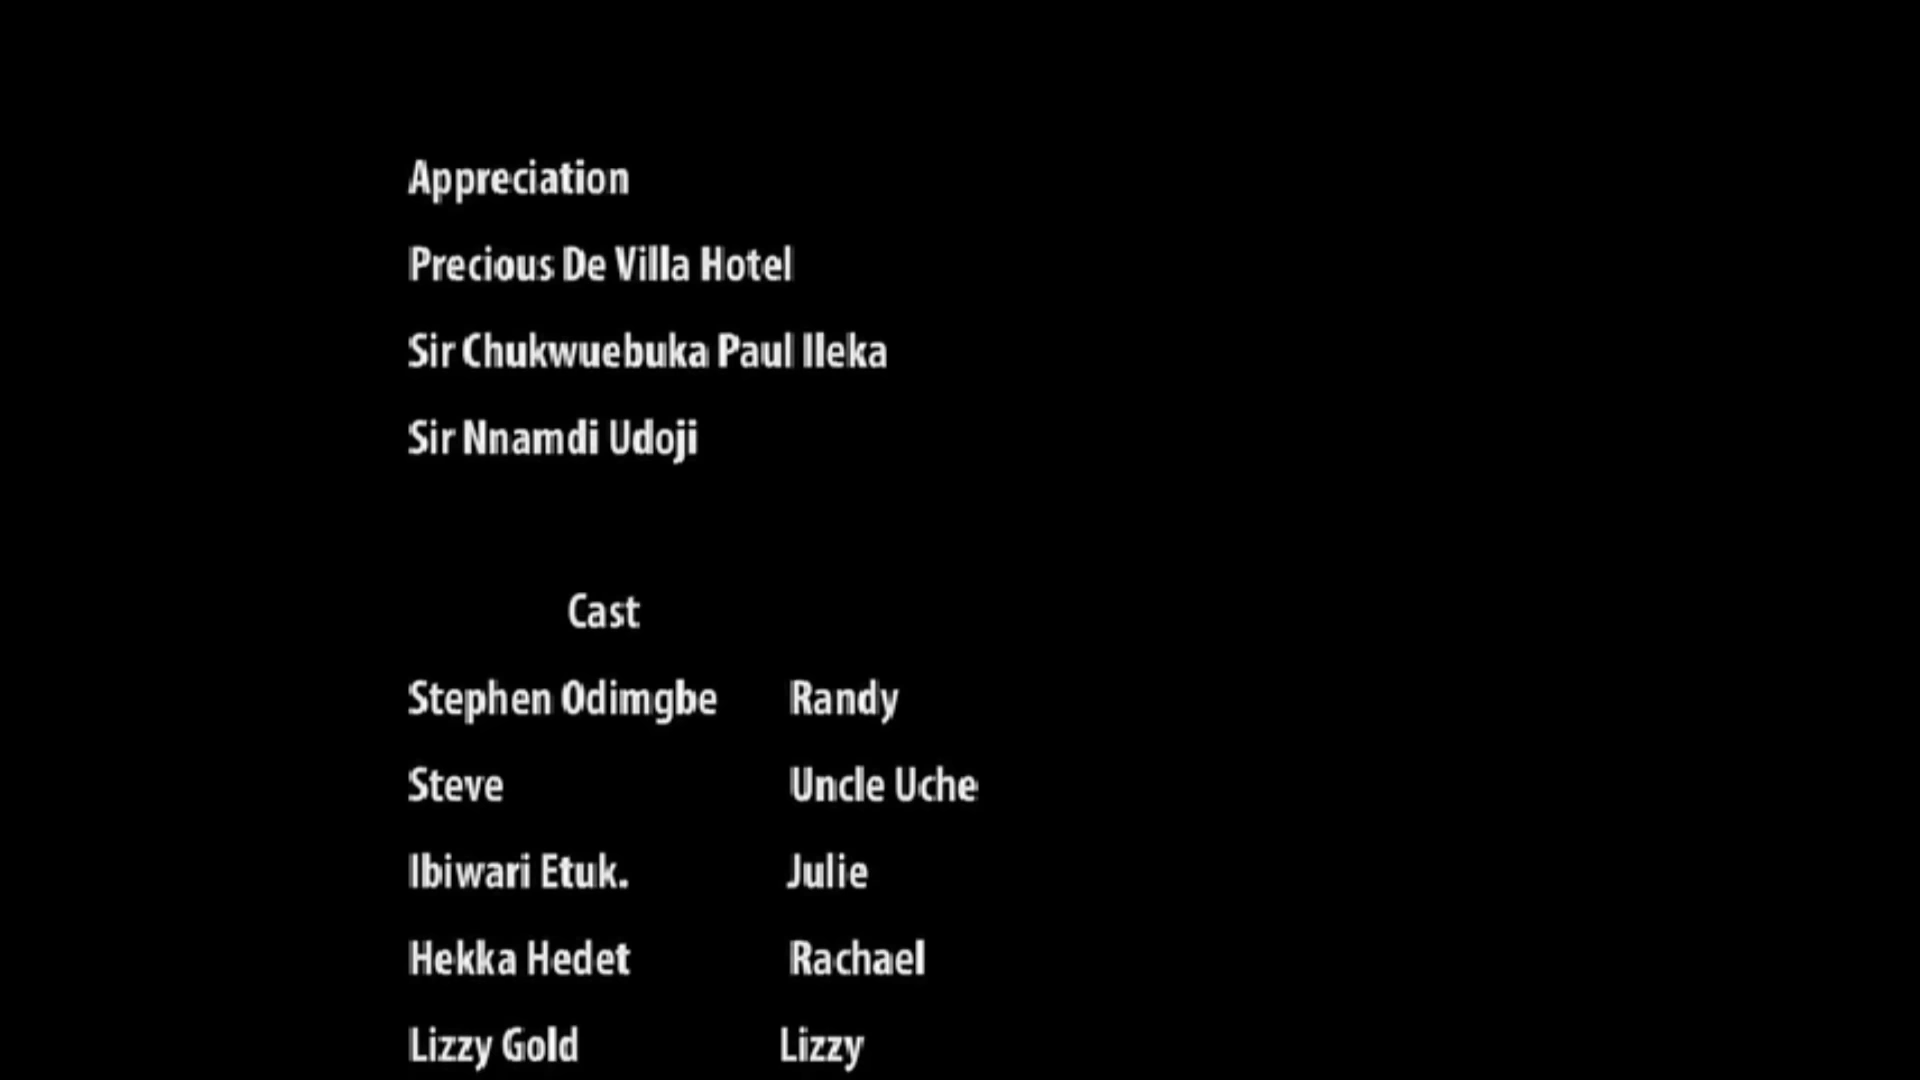 Appreciation
Precious De Villa Hotel
Sir Chukwuebuka Paul Ileka
Sir Nnamdi Udoji
Cast
Stephen Odimgbe Randy
Steve Uncle Uche
Ibiwari Etuk. Julie
Hekka Hedet Rachael
Lizzy Gold Lizzy